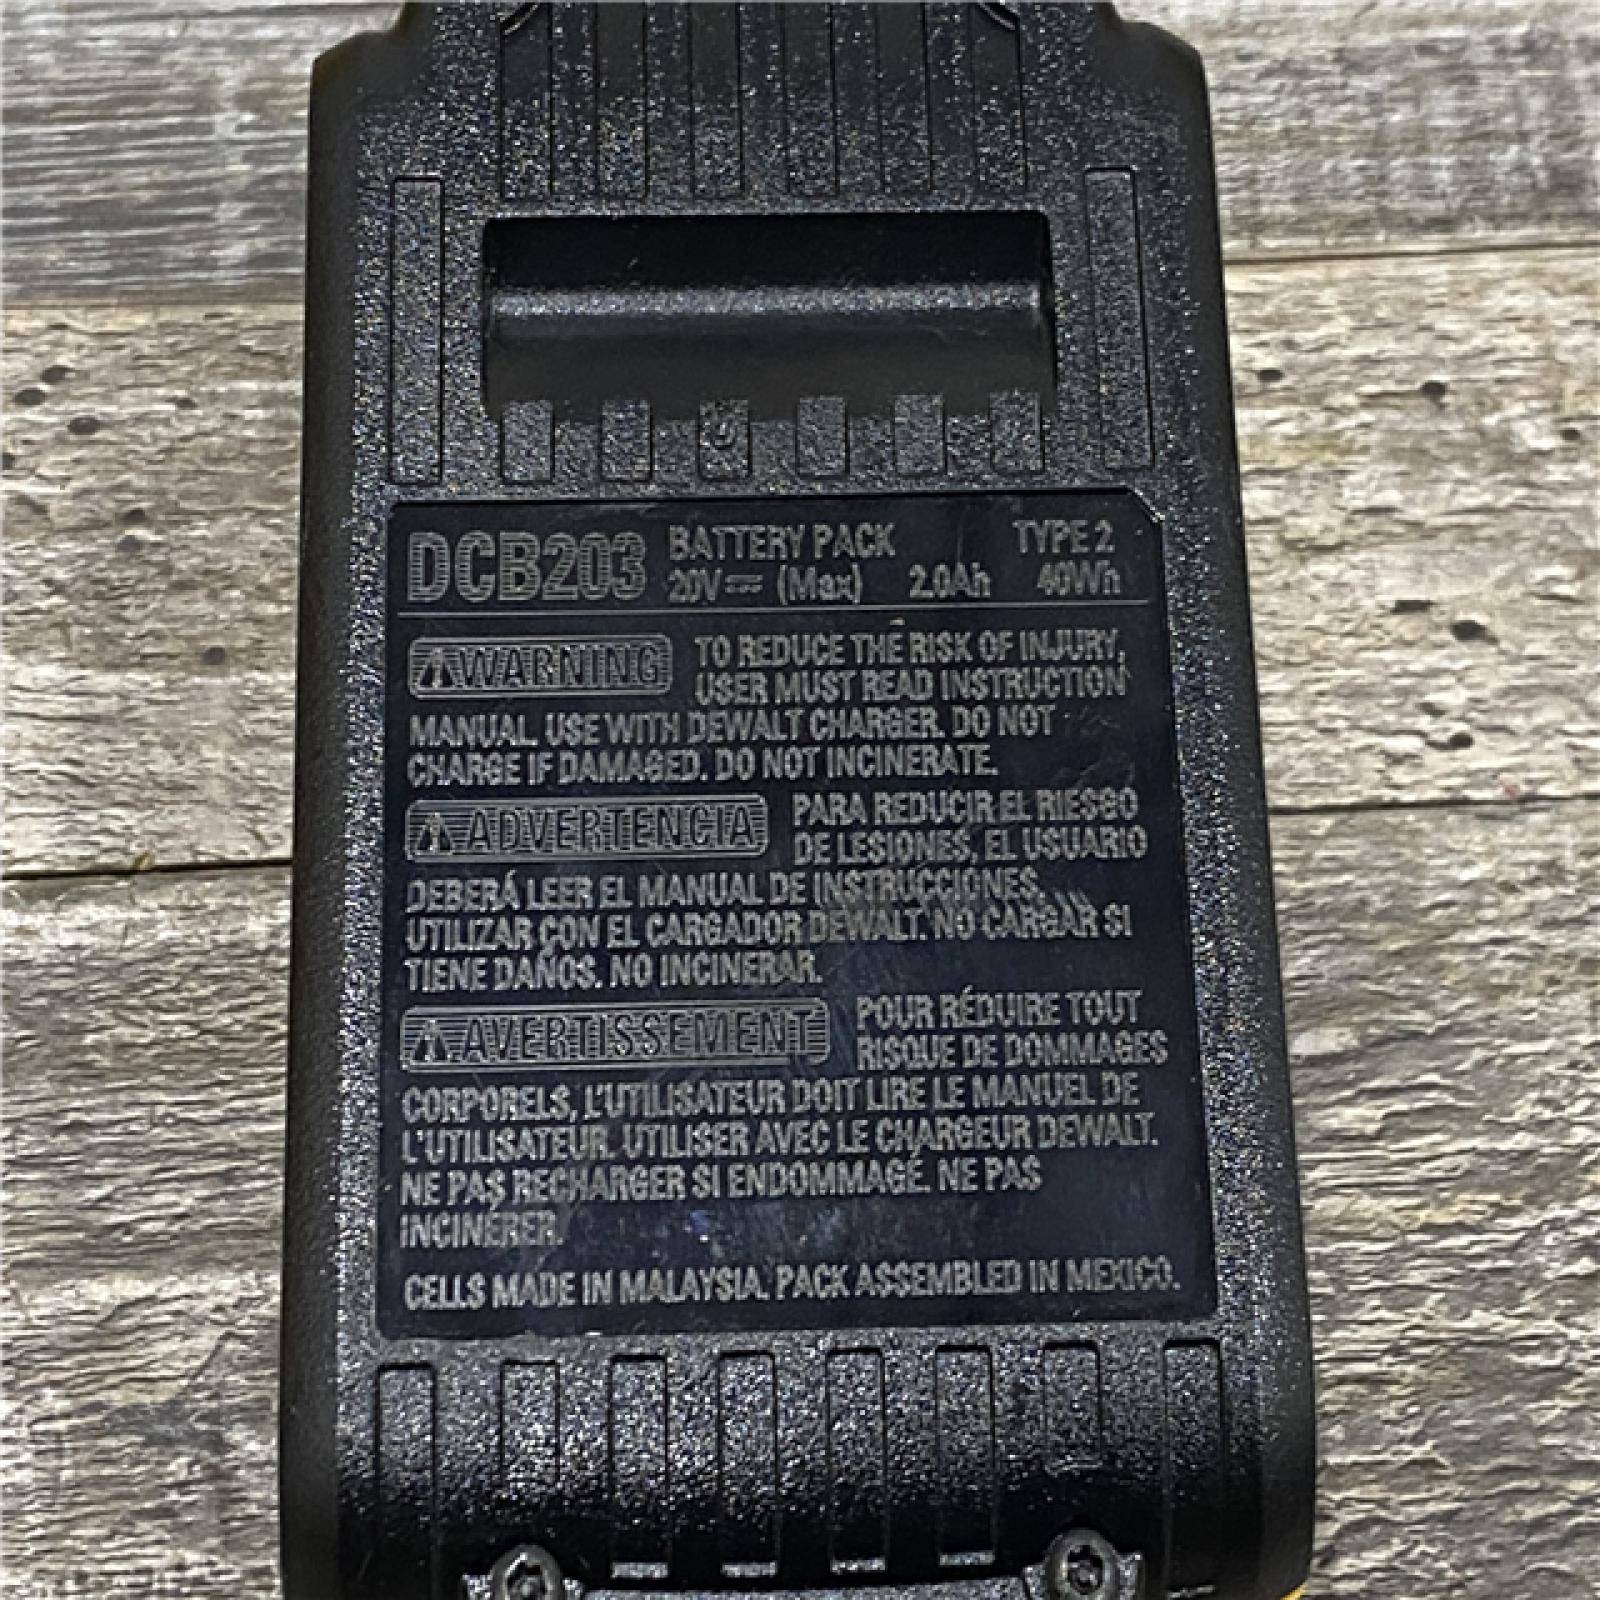 DCB203 BATTERY PACK TYPE 2
20V⎓ (Max) 2.0Ah 40Wh
WARNING TO REDUCE THE RISK OF INJURY,
USER MUST READ INSTRUCTION
MANUAL. USE WITH DEWALT CHARGER. DO NOT
CHARGE IF DAMAGED. DO NOT INCINERATE.
ADVERTENCIA PARA REDUCIR EL RIESGO
DE LESIONES, EL USUARIO
DEBERÁ LEER EL MANUAL DE INSTRUCCIONES.
UTILIZAR CON EL CARGADOR DEWALT. NO CARGAR SI
TIENE DAÑOS. NO INCINERAR.
AVERTISSEMENT POUR RÉDUIRE TOUT
RISQUE DE DOMMAGES
CORPORELS, L'UTILISATEUR DOIT LIRE LE MANUEL DE
L'UTILISATEUR. UTILISER AVEC LE CHARGEUR DEWALT.
NE PAS RECHARGER SI ENDOMMAGÉ. NE PAS
INCINÉRER.
CELLS MADE IN MALAYSIA. PACK ASSEMBLED IN MEXICO.